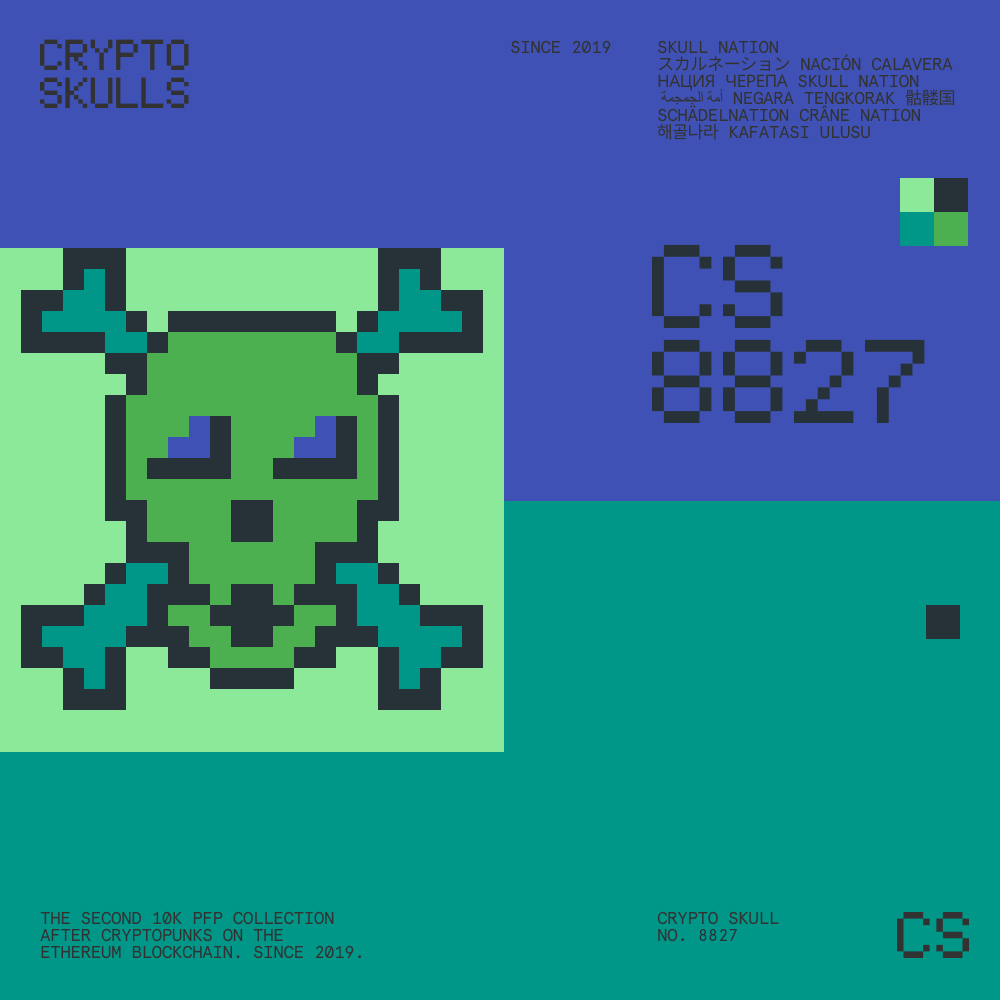 CRYPTO
SKULLS
SINCE 2019
SKULL NATION
スカルネーション NACIÓN CALAVERA
НАЦИЯ ЧЕРЕПА SKULL NATION
أمة الجمجمة NEGARA TENGKORAK 骷髅国
SCHÄDELNATION CRÂNE NATION
해골나라 KAFATASI ULUSU
CS
8827
THE SECOND 10K PFP COLLECTION
AFTER CRYPTOPUNKS ON THE
ETHEREUM BLOCKCHAIN. SINCE 2019.
CRYPTO SKULL
NO. 8827
CS